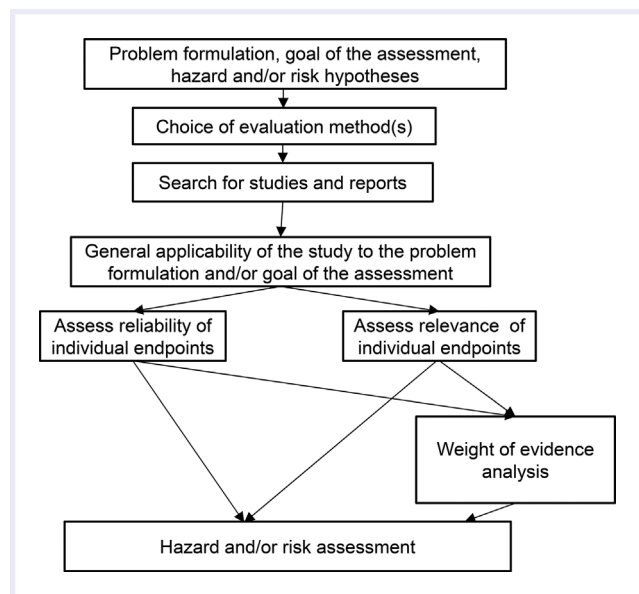 Problem formulation, goal of the assessment,
hazard and/or risk hypotheses
Choice of evaluation method(s)
Search for studies and reports
General applicability of the study to the problem
formulation and/or goal of the assessment
Assess reliability of
individual endpoints
Assess relevance of
individual endpoints
Weight of evidence
analysis
Hazard and/or risk assessment